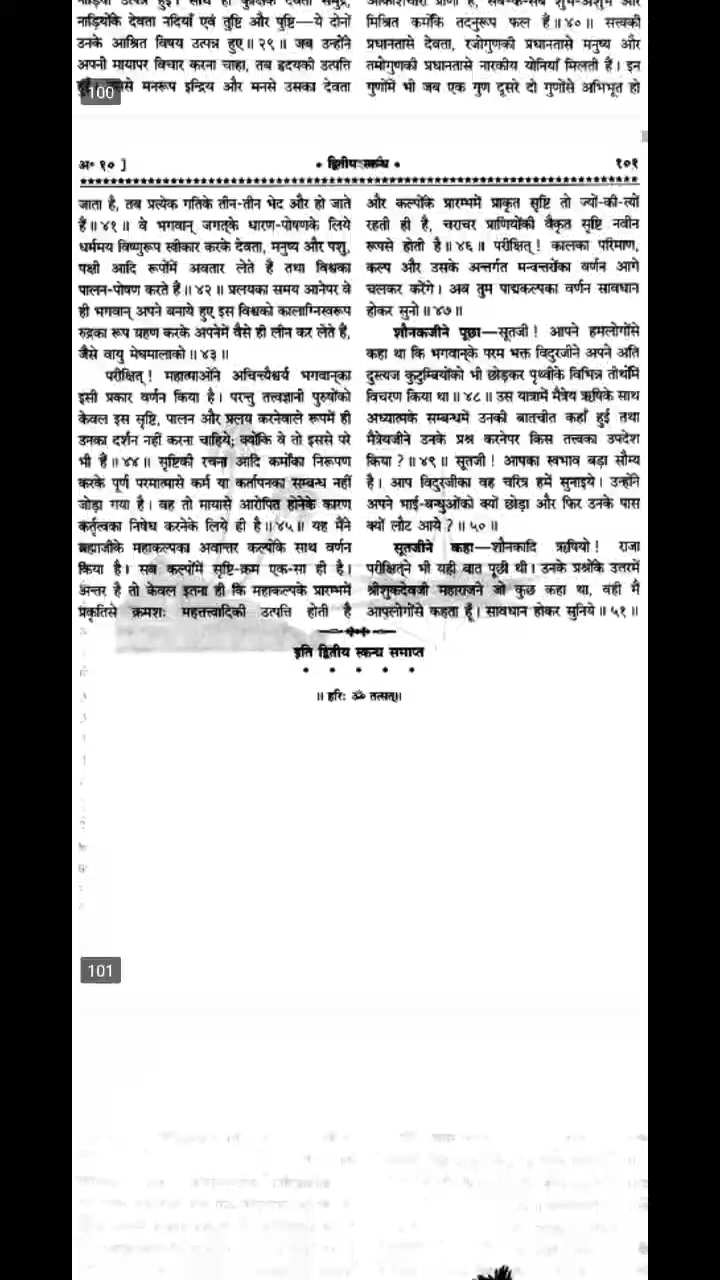 नाड़ियोंके देवता नदियाँ एवं तुष्टि और पुष्टि—ये दोनों
उनके आश्रित विषय उत्पन्न हुए॥२९॥ जब उन्होंने
अपनी मायापर विचार करना चाहा, तब हृदयकी उत्पत्ति
मनरूप इन्द्रिय और मनसे उसका देवता
मिश्रित कर्मोंके तदनुरूप फल हैं॥४०॥ सत्त्वकी
प्रधानतासे देवता, रजोगुणकी प्रधानतासे मनुष्य और
तमोगुणकी प्रधानतासे नारकीय योनियाँ मिलती हैं। इन
गुणोंमें भी जब एक गुण दूसरे दो गुणोंसे अभिभूत हो
100
अ॰ १०]
• द्वितीय स्कन्ध •
१०१
जाता है, तब प्रत्येक गतिके तीन-तीन भेद और हो जाते
हैं॥४१॥ वे भगवान् जगत्‌के धारण-पोषणके लिये
धर्ममय विष्णुरूप स्वीकार करके देवता, मनुष्य और पशु,
पक्षी आदि रूपोंमें अवतार लेते हैं तथा विश्वका
पालन-पोषण करते हैं॥४२॥ प्रलयका समय आनेपर वे
ही भगवान् अपने बनाये हुए इस विश्वको कालाग्निस्वरूप
रुद्रका रूप ग्रहण करके अपनेमें वैसे ही लीन कर लेते हैं,
जैसे वायु मेघमालाको॥४३॥
परीक्षित्! महात्माओंने अचिन्त्यैश्वर्य भगवान्‌का
इसी प्रकार वर्णन किया है। परन्तु तत्त्वज्ञानी पुरुषोंको
केवल इस सृष्टि, पालन और प्रलय करनेवाले रूपमें ही
उनका दर्शन नहीं करना चाहिये; क्योंकि वे तो इससे परे
भी हैं॥४४॥ सृष्टिकी रचना आदि कर्मोंका निरूपण
करके पूर्ण परमात्मासे कर्म या कर्तापनका सम्बन्ध नहीं
जोड़ा गया है। वह तो मायासे आरोपित होनेके कारण
कर्तृत्वका निषेध करनेके लिये ही है॥४५॥ यह मैंने
ब्रह्माजीके महाकल्पका अवान्तर कल्पोंके साथ वर्णन
किया है। सब कल्पोंमें सृष्टि-क्रम एक-सा ही है।
अन्तर है तो केवल इतना ही कि महाकल्पके प्रारम्भमें
प्रकृतिसे क्रमशः महत्तत्त्वादिकी उत्पत्ति होती है
और कल्पोंके प्रारम्भमें प्राकृत सृष्टि तो ज्यों-की-त्यों
रहती ही है, चराचर प्राणियोंकी वैकृत सृष्टि नवीन
रूपसे होती है॥४६॥ परीक्षित्! कालका परिमाण,
कल्प और उसके अन्तर्गत मन्वन्तरोंका वर्णन आगे
चलकर करेंगे। अब तुम पाद्मकल्पका वर्णन सावधान
होकर सुनो॥४७॥
शौनकजीने पूछा—सूतजी! आपने हमलोगोंसे
कहा था कि भगवान्‌के परम भक्त विदुरजीने अपने अति
दुस्त्यज कुटुम्बियोंको भी छोड़कर पृथ्वीके विभिन्न तीर्थोंमें
विचरण किया था॥४८॥ उस यात्रामें मैत्रेय ऋषिके साथ
अध्यात्मके सम्बन्धमें उनकी बातचीत कहाँ हुई तथा
मैत्रेयजीने उनके प्रश्न करनेपर किस तत्त्वका उपदेश
किया?॥४९॥ सूतजी! आपका स्वभाव बड़ा सौम्य
है। आप विदुरजीका वह चरित्र हमें सुनाइये। उन्होंने
अपने भाई-बन्धुओंको क्यों छोड़ा और फिर उनके पास
क्यों लौट आये?॥५०॥
सूतजीने कहा—शौनकादि ऋषियो! राजा
परीक्षित्‌ने भी यही बात पूछी थी। उनके प्रश्नोंके उत्तरमें
श्रीशुकदेवजी महाराजने जो कुछ कहा था, वही मैं
आपलोगोंसे कहता हूँ। सावधान होकर सुनिये॥५१॥
इति द्वितीय स्कन्ध समाप्त
॥ हरिः ॐ तत्सत्॥
101